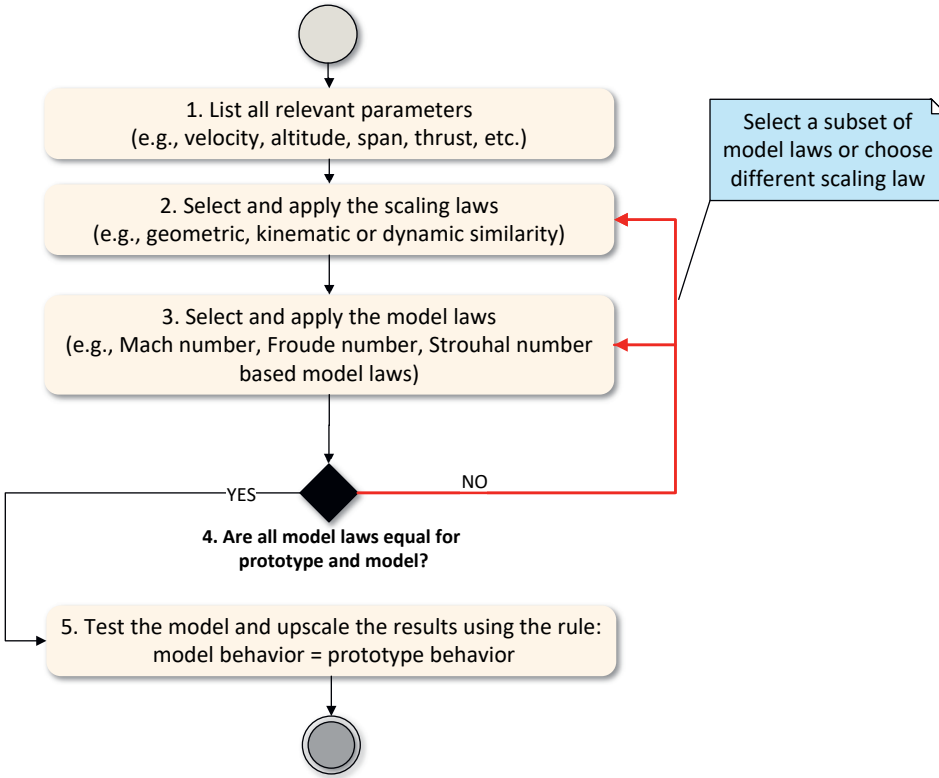 1. List all relevant parameters
(e.g., velocity, altitude, span, thrust, etc.)
Select a subset of
model laws or choose
different scaling law
2. Select and apply the scaling laws
(e.g., geometric, kinematic or dynamic similarity)
3. Select and apply the model laws
(e.g., Mach number, Froude number, Strouhal number
based model laws)
YES
NO
4. Are all model laws equal for
prototype and model?
5. Test the model and upscale the results using the rule:
model behavior = prototype behavior